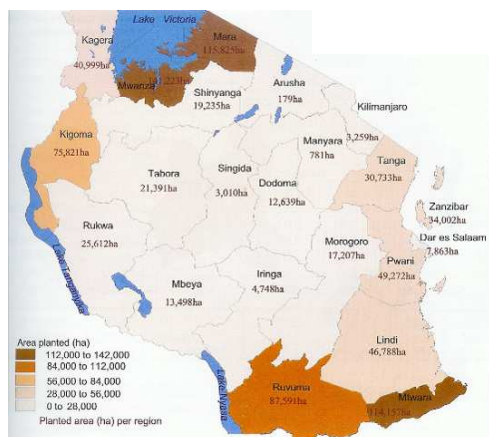 Lake Victoria
Kagera
40,999ha
Mara
115,825ha
Mwanza
Shinyanga
19,235ha
Arusha
179ha
Kilimanjaro
3,259ha
Kigoma
75,821ha
Tabora
21,391ha
Singida
3,010ha
Manyara
781ha
Dodoma
12,639ha
Tanga
30,733ha
Zanzibar
34,002ha
Dar es Salaam
7,863ha
Rukwa
25,612ha
Lake Tanganyika
Mbeya
13,498ha
Iringa
4,748ha
Morogoro
17,207ha
Pwani
49,272ha
Lindi
46,788ha
Lake Nyasa
Ruvuma
87,591ha
Mtwara
114,157ha
Area planted (ha)
112,000 to 142,000
84,000 to 112,000
56,000 to 84,000
28,000 to 56,000
0 to 28,000
Planted area (ha) per region